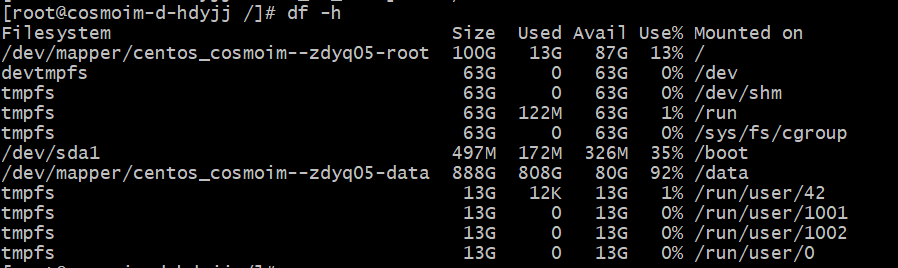 [root@cosmoim-d-hdyjj /]# df -h
Filesystem Size Used Avail Use% Mounted on
/dev/mapper/centos_cosmoim--zdyq05-root 100G 13G 87G 13% /
devtmpfs 63G 0 63G 0% /dev
tmpfs 63G 0 63G 0% /dev/shm
tmpfs 63G 122M 63G 1% /run
tmpfs 63G 0 63G 0% /sys/fs/cgroup
/dev/sda1 497M 172M 326M 35% /boot
/dev/mapper/centos_cosmoim--zdyq05-data 888G 808G 80G 92% /data
tmpfs 13G 12K 13G 1% /run/user/42
tmpfs 13G 0 13G 0% /run/user/1001
tmpfs 13G 0 13G 0% /run/user/1002
tmpfs 13G 0 13G 0% /run/user/0
[root@cosmoim-d-hdyjj /]#